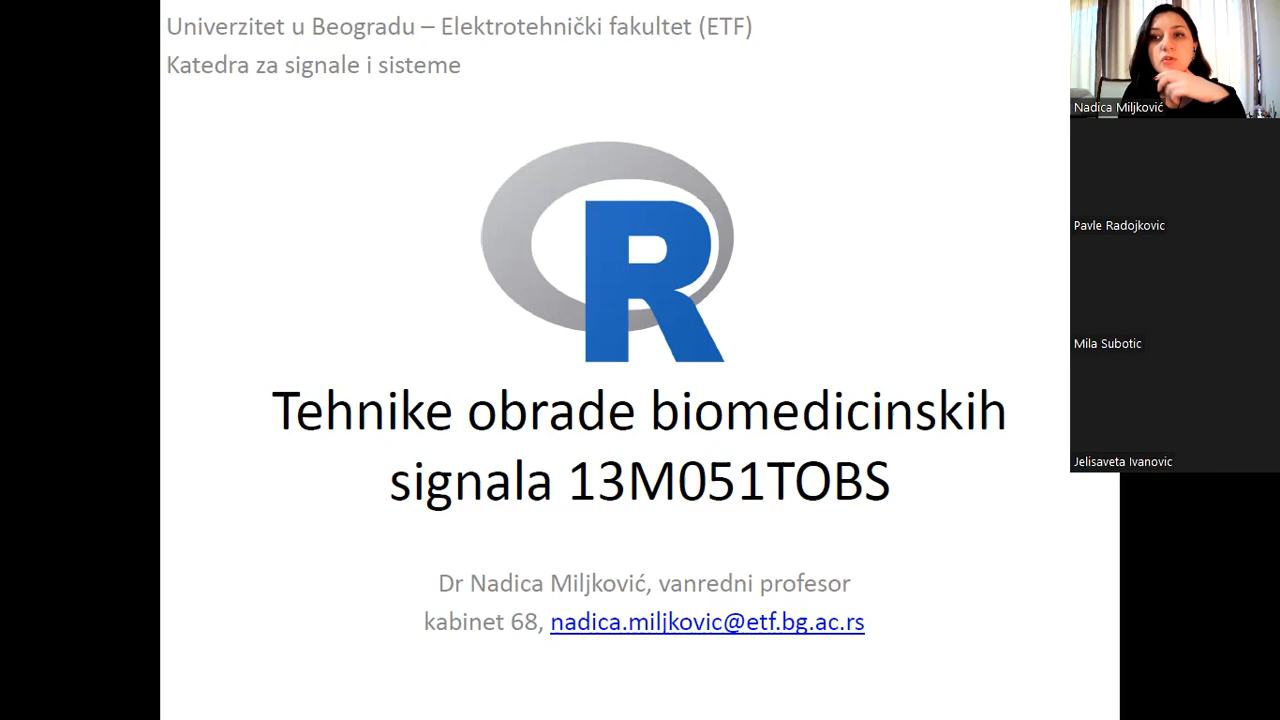 Univerzitet u Beogradu – Elektrotehnički fakultet (ETF)
Katedra za signale i sisteme
R
Tehnike obrade biomedicinskih
signala 13M051TOBS
Dr Nadica Miljković, vanredni profesor
kabinet 68, nadica.miljkovic@etf.bg.ac.rs
Nadica Miljković
Pavle Radojkovic
Mila Subotic
Jelisaveta Ivanovic